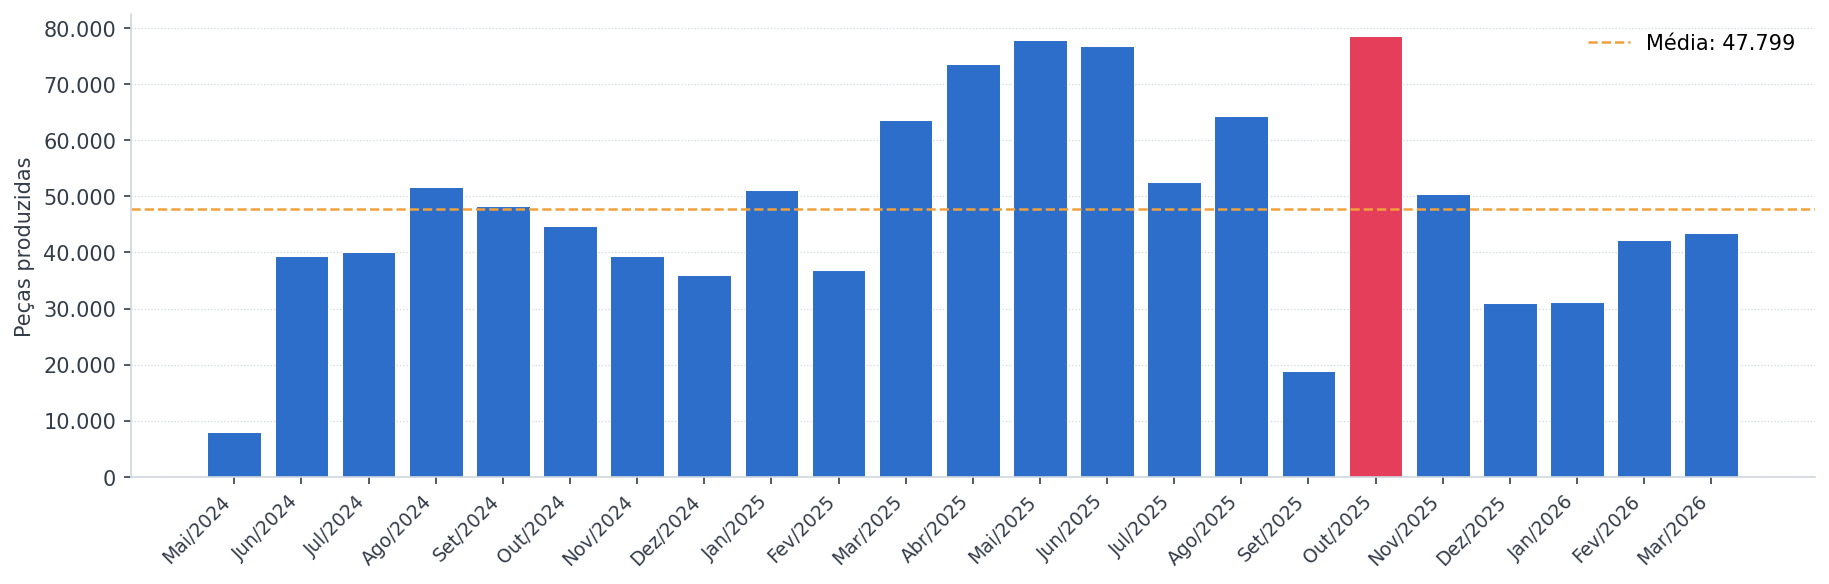 80.000
Média: 47.799
70.000
60.000
50.000
40.000
30.000
20.000
10.000
0
Peças produzidas
Mai/2024
Jun/2024
Jul/2024
Ago/2024
Set/2024
Out/2024
Nov/2024
Dez/2024
Jan/2025
Fev/2025
Mar/2025
Abr/2025
Mai/2025
Jun/2025
Jul/2025
Ago/2025
Set/2025
Out/2025
Nov/2025
Dez/2025
Jan/2026
Fev/2026
Mar/2026